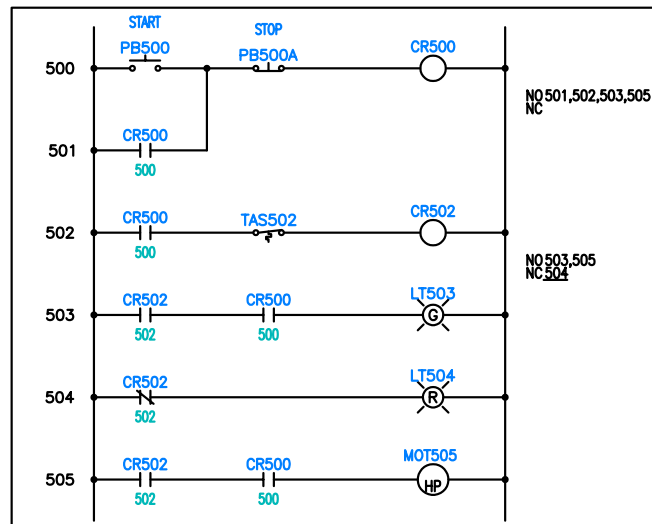 START
STOP
PB500
PB500A
CR500
500
NO 501,502,503,505
NC
CR500
501
500
CR500
TAS502
CR502
502
500
NO 503,505
NC 504
CR502
CR500
LT503
503
G
502
500
CR502
LT504
504
R
502
CR502
CR500
MOT505
505
HP
502
500